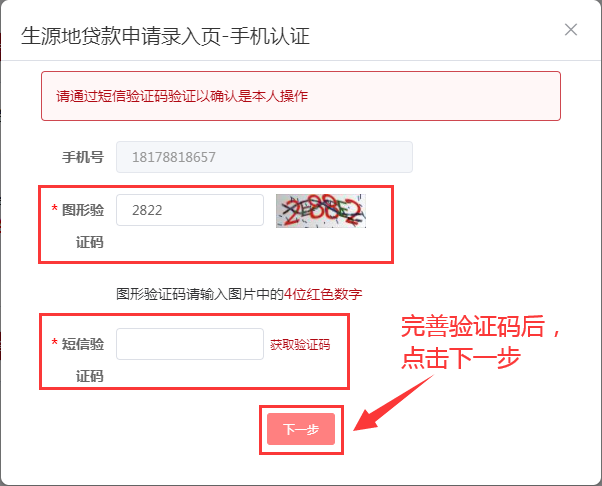 生源地贷款申请录入页-手机认证
请通过短信验证码验证以确认是本人操作
手机号 18178818657
* 图形验证码 2822
图形验证码请输入图片中的4位红色数字
* 短信验证码 获取验证码
完善验证码后，
点击下一步
下一步